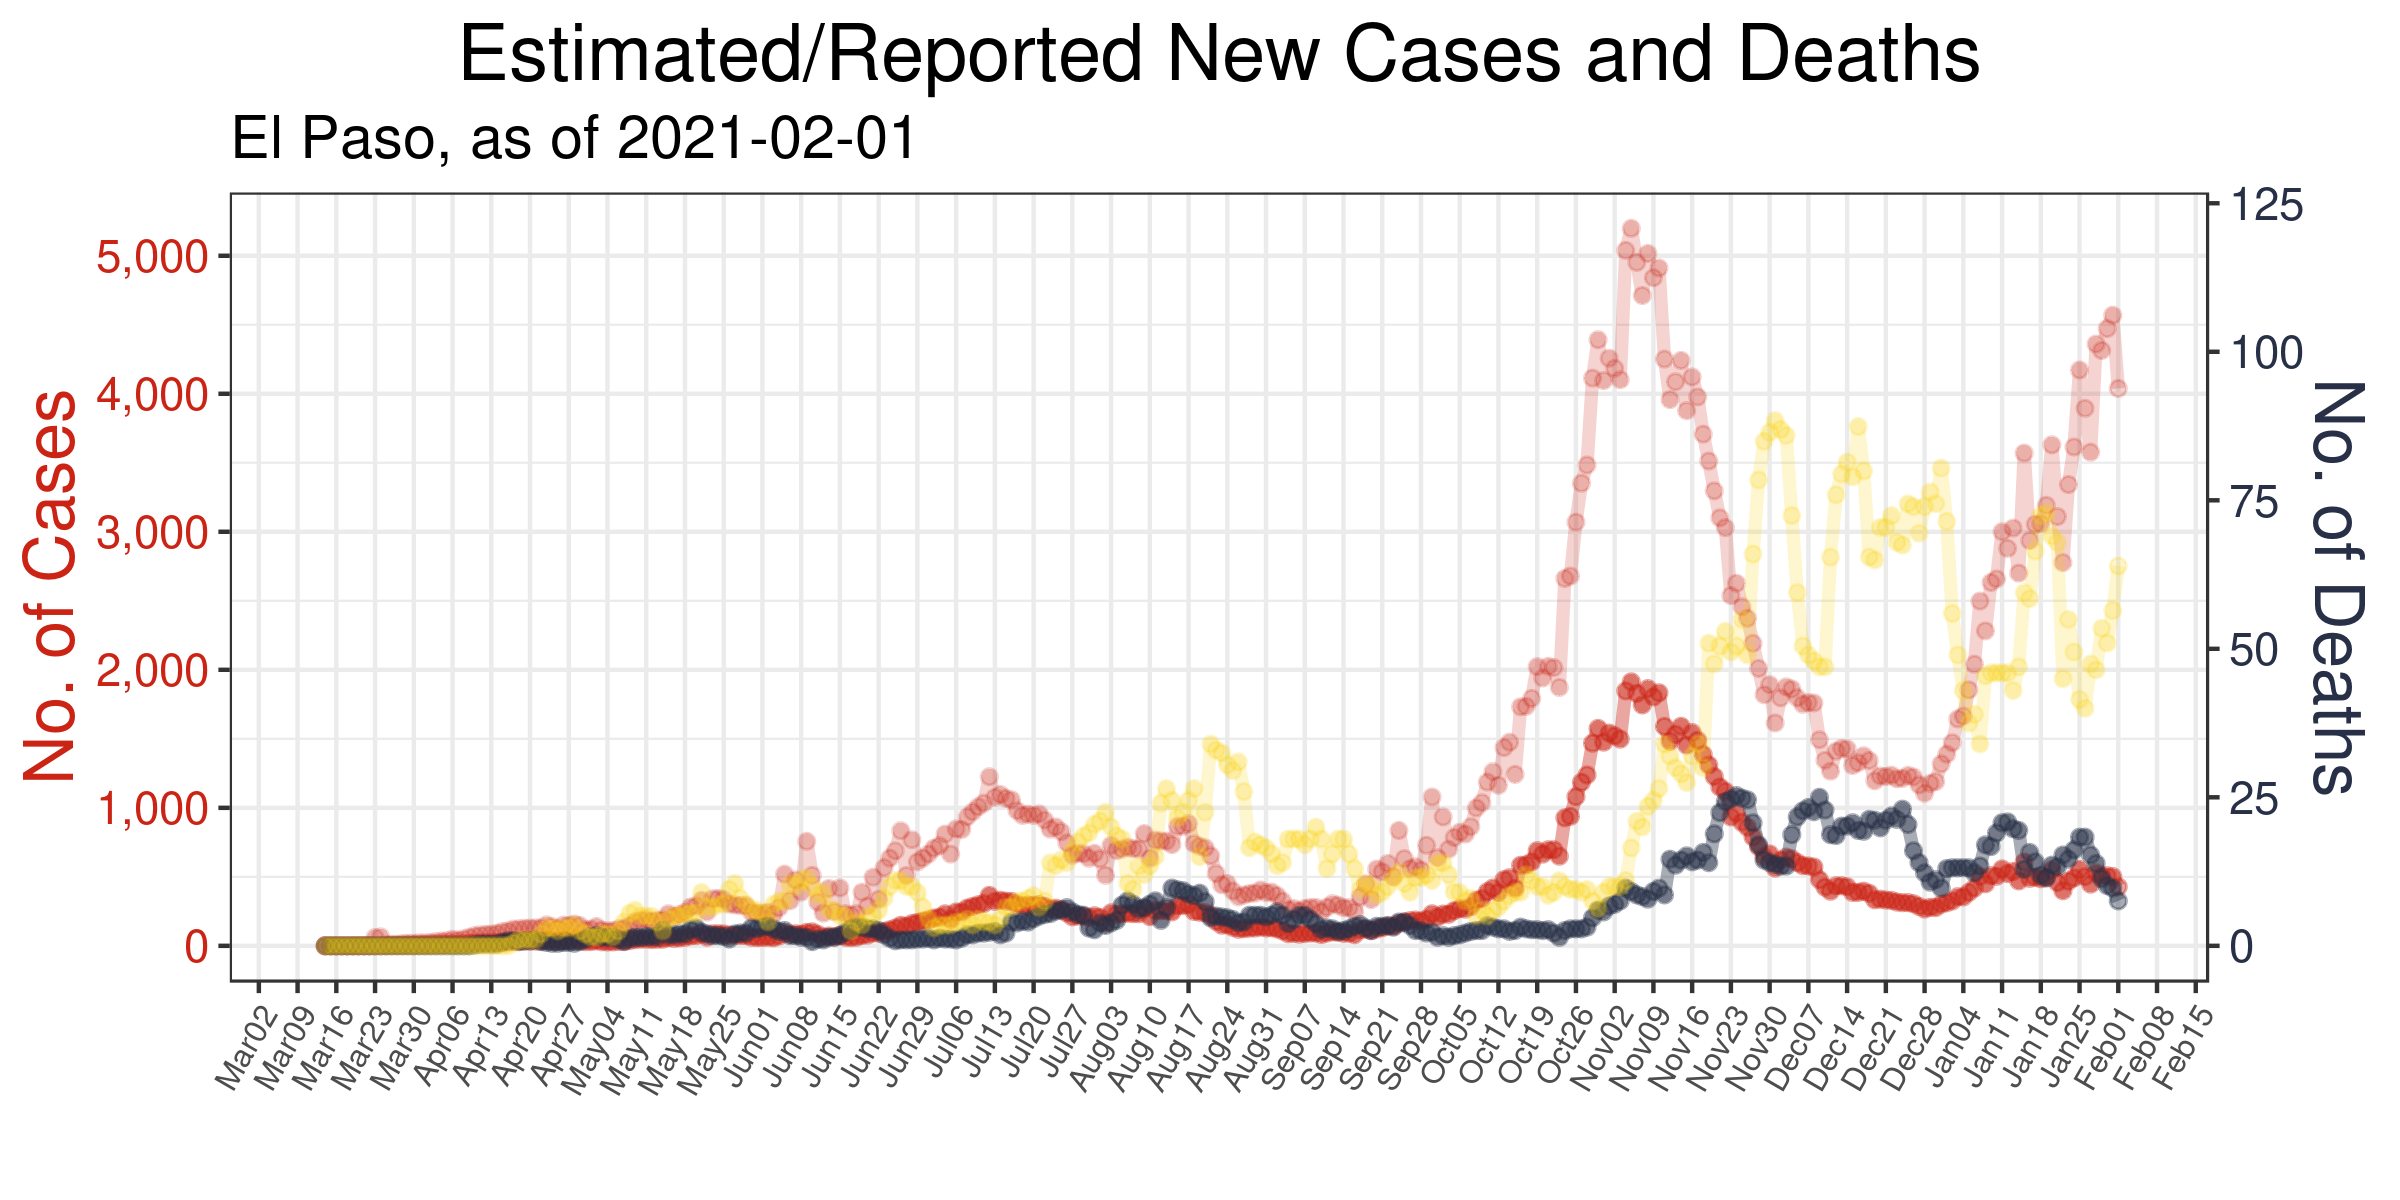 Estimated/Reported New Cases and Deaths
El Paso, as of 2021-02-01
No. of Cases
5,000
4,000
3,000
2,000
1,000
0
125
100
75
50
25
0
No. of Deaths
Mar02 Mar09 Mar16 Mar23 Mar30 Apr06 Apr13 Apr20 Apr27 May04 May11 May18 May25 Jun01 Jun08 Jun15 Jun22 Jun29 Jul06 Jul13 Jul20 Jul27 Aug03 Aug10 Aug17 Aug24 Aug31 Sep07 Sep14 Sep21 Sep28 Oct05 Oct12 Oct19 Oct26 Nov02 Nov09 Nov16 Nov23 Nov30 Dec07 Dec14 Dec21 Dec28 Jan04 Jan11 Jan18 Jan25 Feb01 Feb08 Feb15